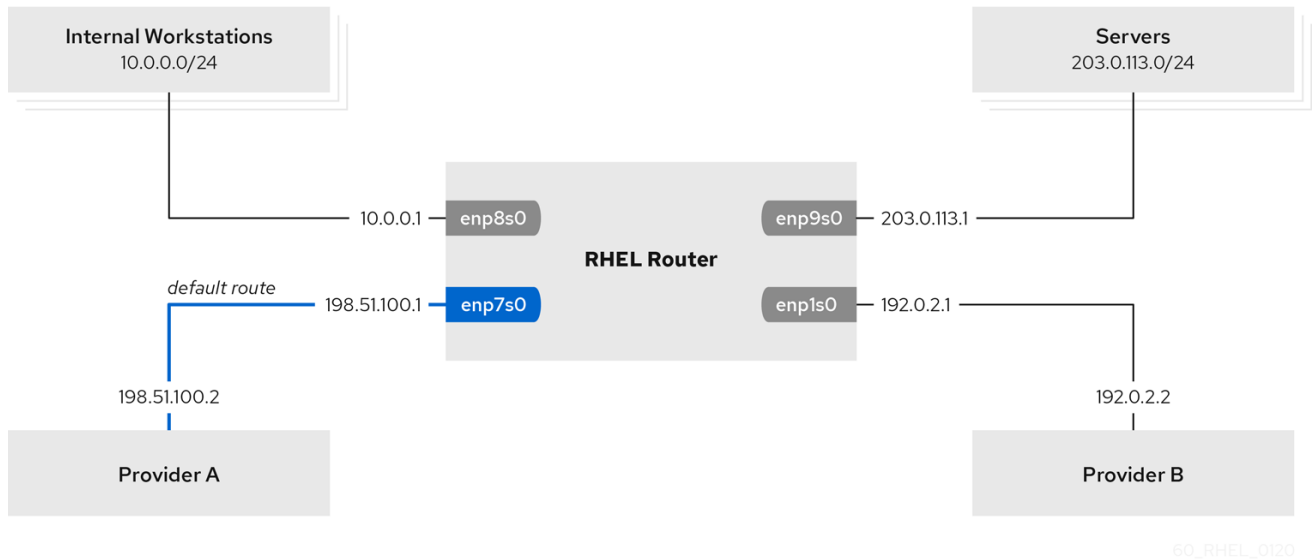 Internal Workstations
10.0.0.0/24
Servers
203.0.113.0/24
10.0.0.1
enp8s0
enp9s0
203.0.113.1
RHEL Router
default route
198.51.100.1
enp7s0
enp1s0
192.0.2.1
198.51.100.2
192.0.2.2
Provider A
Provider B
60_RHEL_0120